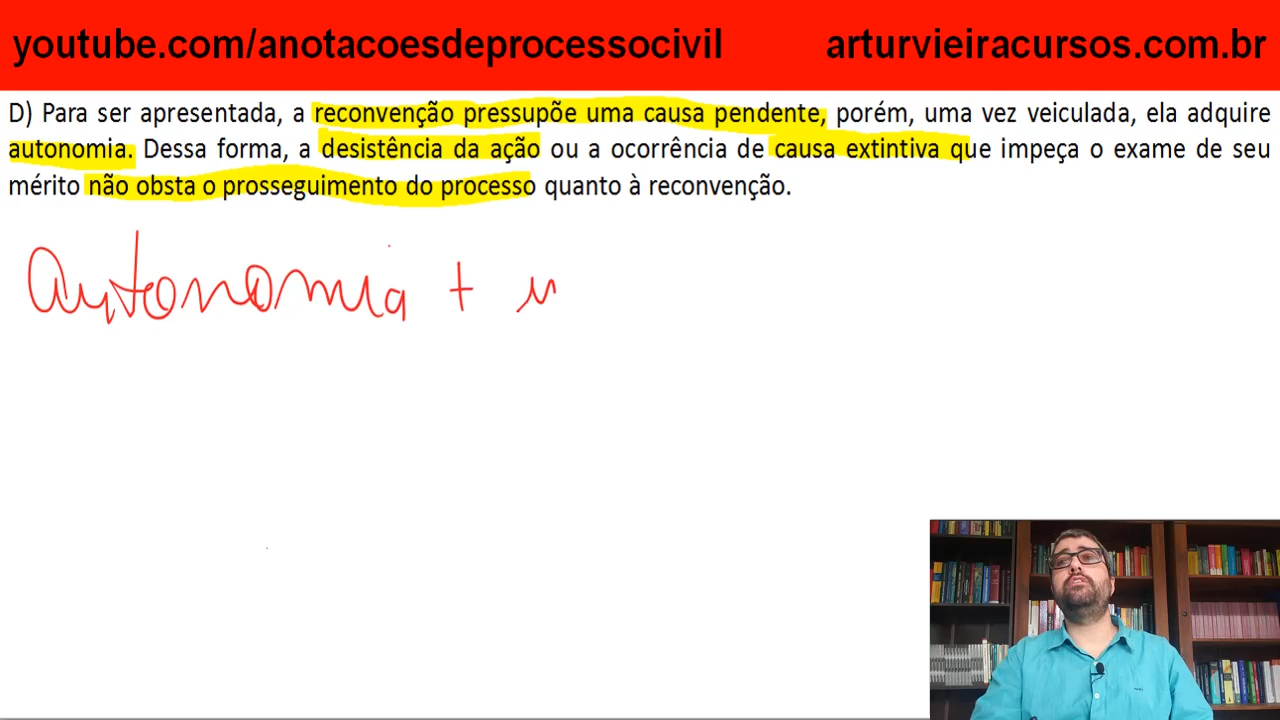 youtube.com/anotacoesdeprocessocivil arturvieiracursos.com.br
D) Para ser apresentada, a reconvenção pressupõe uma causa pendente, porém, uma vez veiculada, ela adquire
autonomia. Dessa forma, a desistência da ação ou a ocorrência de causa extintiva que impeça o exame de seu
mérito não obsta o prosseguimento do processo quanto à reconvenção.
autonomia +